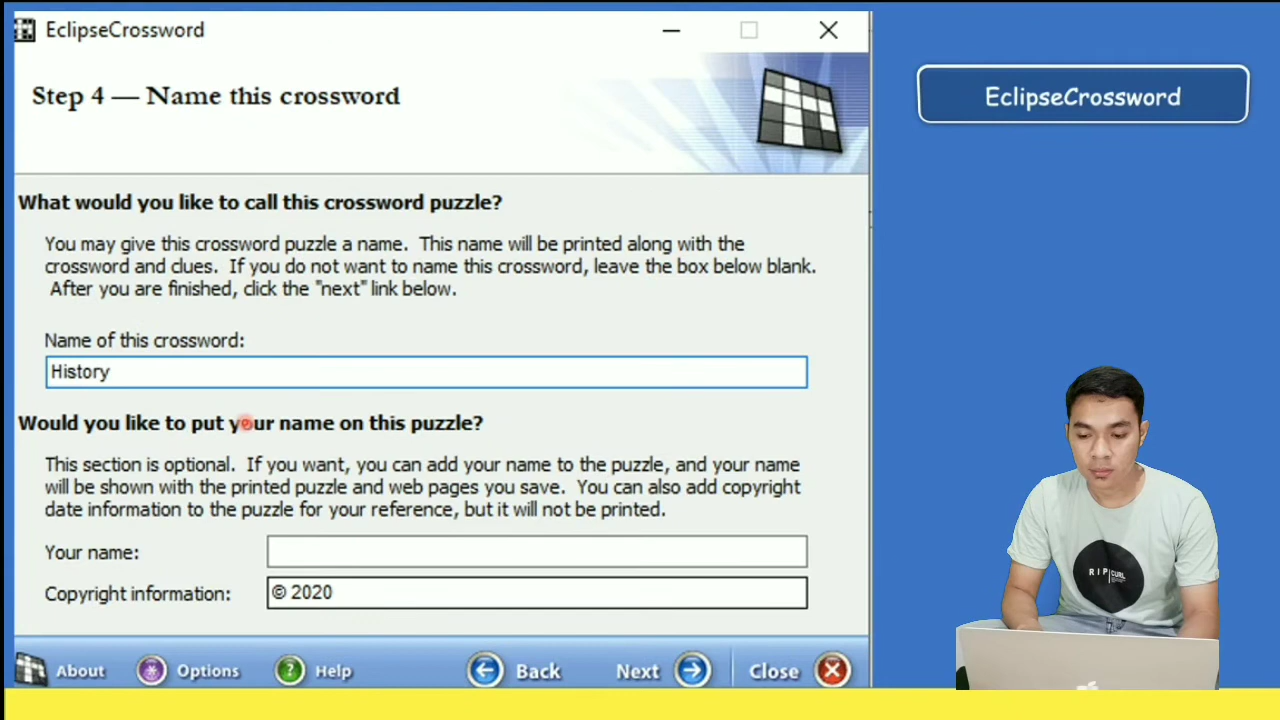 EclipseCrossword
Step 4 — Name this crossword
EclipseCrossword
What would you like to call this crossword puzzle?
You may give this crossword puzzle a name. This name will be printed along with the
crossword and clues. If you do not want to name this crossword, leave the box below blank.
After you are finished, click the "next" link below.
Name of this crossword:
History
Would you like to put your name on this puzzle?
This section is optional. If you want, you can add your name to the puzzle, and your name
will be shown with the printed puzzle and web pages you save. You can also add copyright
date information to the puzzle for your reference, but it will not be printed.
Your name:
Copyright information: © 2020
About Options ? Help Back Next Close
RIP CURL